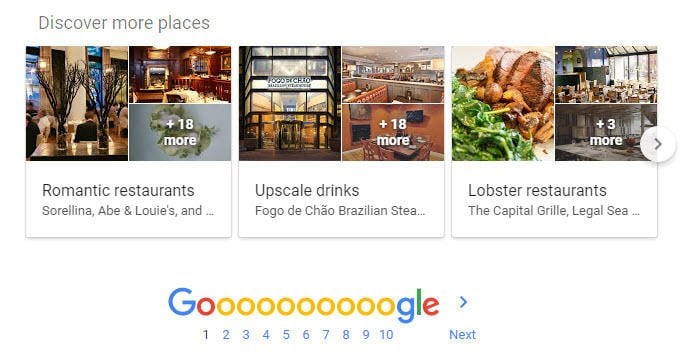 Discover more places
FOGO DE CHÃO
BRAZILIAN STEAKHOUSE
+ 18
more
+ 18
more
+ 3
more
Romantic restaurants
Sorellina, Abe & Louie's, and ...
Upscale drinks
Fogo de Chão Brazilian Stea...
Lobster restaurants
The Capital Grille, Legal Sea ...
Goooooooooogle
1 2 3 4 5 6 7 8 9 10 Next